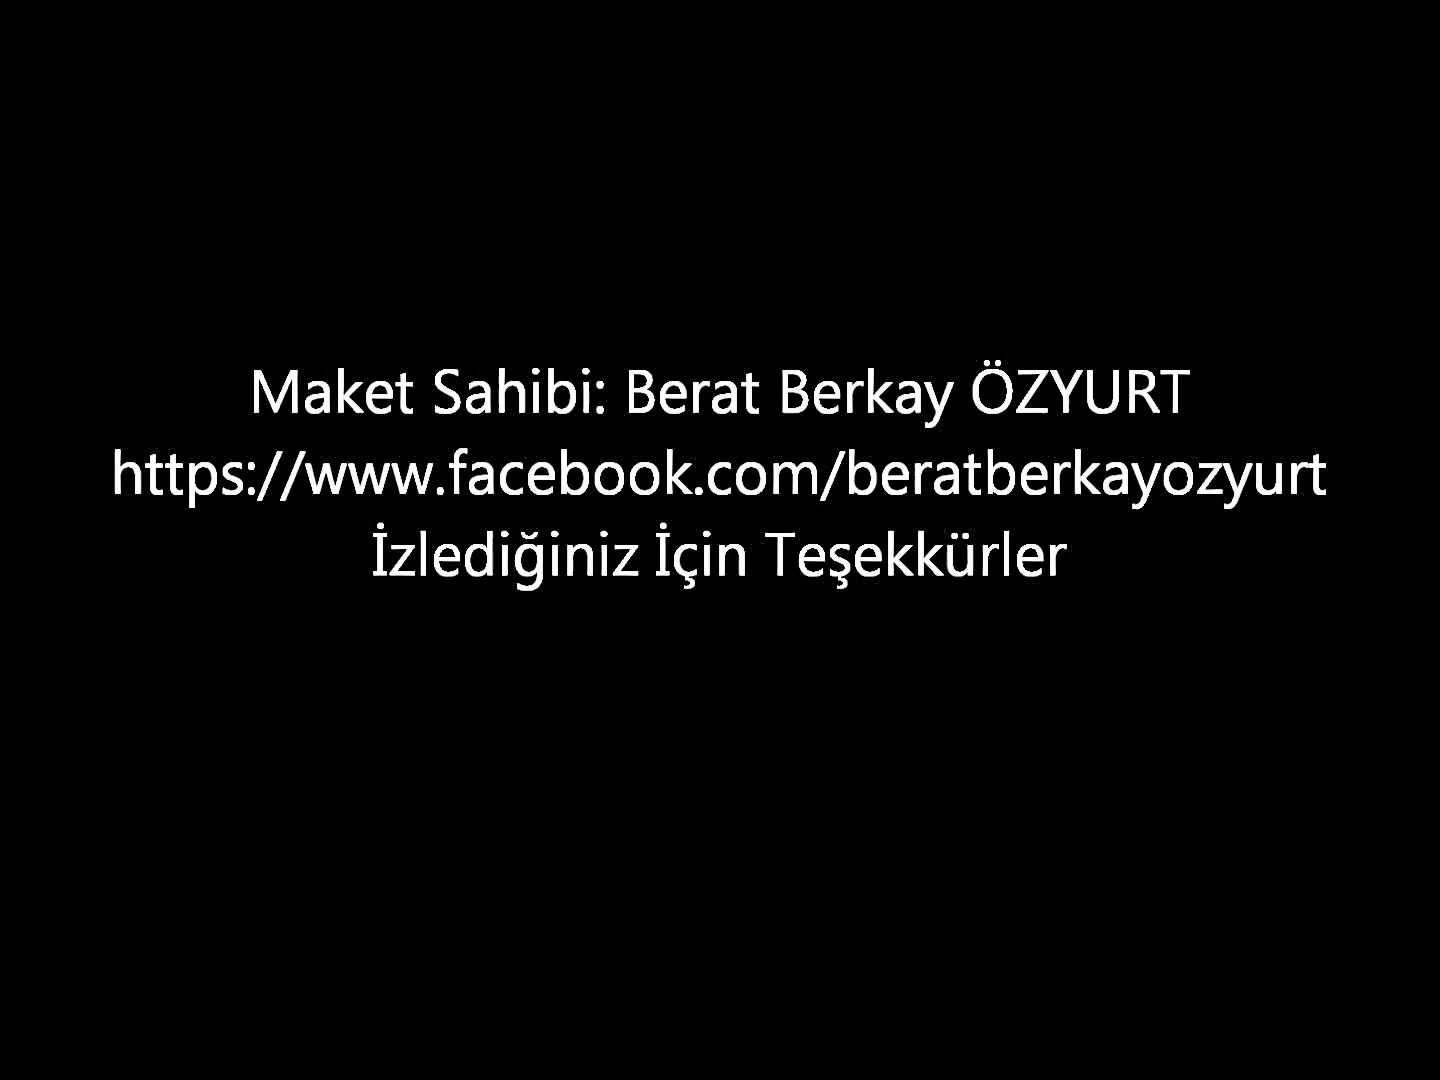 Maket Sahibi: Berat Berkay ÖZYURT
https://www.facebook.com/beratberkayozyurt
İzlediğiniz İçin Teşekkürler